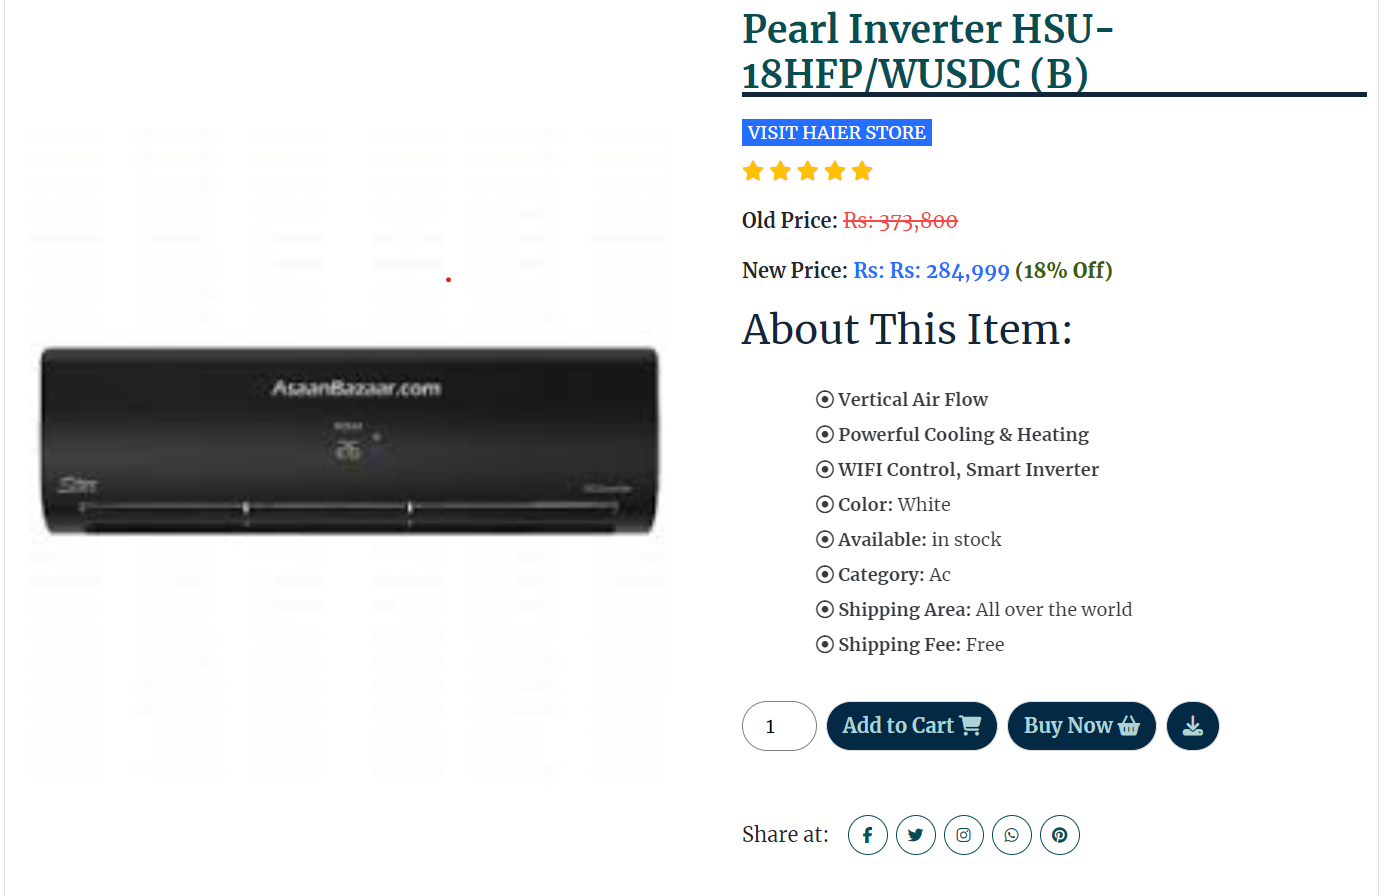 Pearl Inverter HSU-
18HFP/WUSDC (B)
VISIT HAIER STORE
Old Price: Rs: 373,800
New Price: Rs: Rs: 284,999 (18% Off)
About This Item:
Vertical Air Flow
Powerful Cooling & Heating
WIFI Control, Smart Inverter
Color: White
Available: in stock
Category: Ac
Shipping Area: All over the world
Shipping Fee: Free
1
Add to Cart
Buy Now
Share at:
AsaanBazaar.com
26